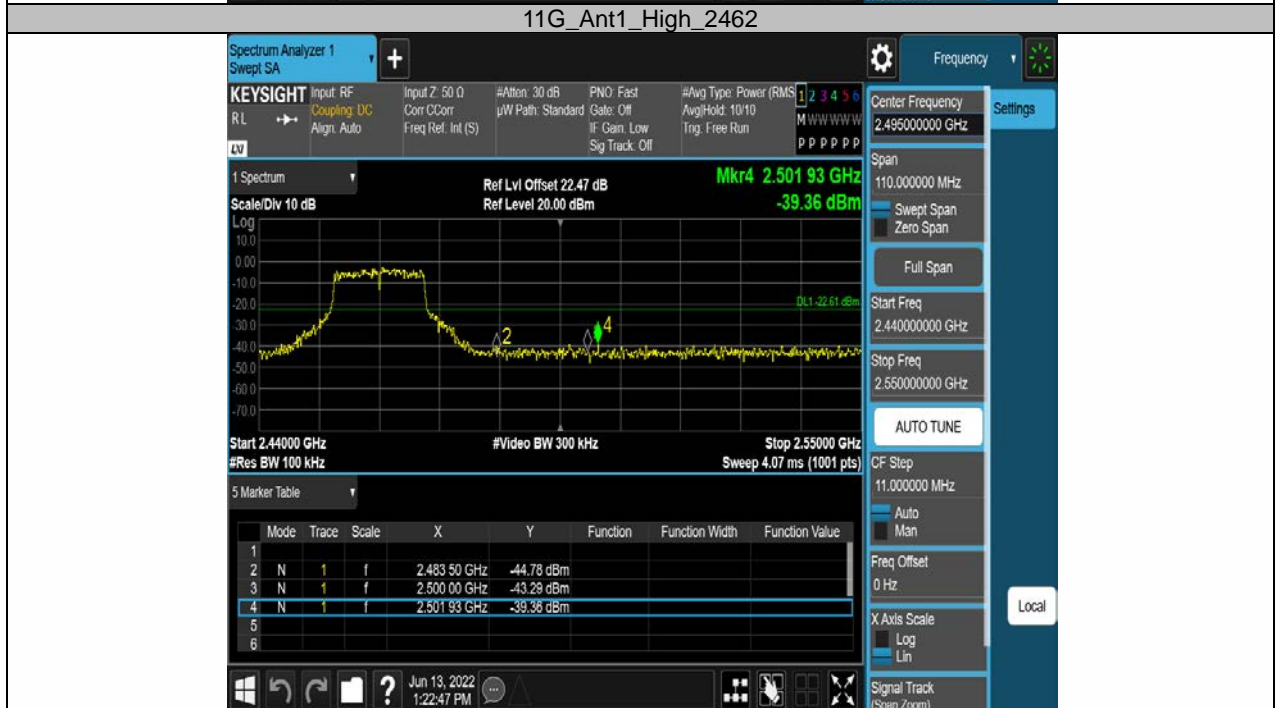 11G_Ant1_High_2462
Spectrum Analyzer 1
Swept SA
+
Frequency
KEYSIGHT
RL
LV
Input: RF
Coupling: DC
Align: Auto
Input Z: 50 Ω
Corr CCorr
Freq Ref: Int (S)
#Atten: 30 dB
µW Path: Standard
PNO: Fast
Gate: Off
IF Gain: Low
Sig Track: Off
#Avg Type: Power (RMS
Avg|Hold: 10/10
Trig: Free Run
1 2 3 4 5 6
M W W W W W
P P P P P P
1 Spectrum
Scale/Div 10 dB
Ref Lvl Offset 22.47 dB
Ref Level 20.00 dBm
Mkr4 2.501 93 GHz
-39.36 dBm
Log
10.0
0.00
-10.0
-20.0
-30.0
-40.0
-50.0
-60.0
-70.0
DL1 -22.61 dBm
2
4
Start 2.44000 GHz
#Video BW 300 kHz
Stop 2.55000 GHz
#Res BW 100 kHz
Sweep 4.07 ms (1001 pts)
5 Marker Table
Mode Trace Scale X Y Function Function Width Function Value
1
2 N 1 f 2.483 50 GHz -44.78 dBm
3 N 1 f 2.500 00 GHz -43.29 dBm
4 N 1 f 2.501 93 GHz -39.36 dBm
5
6
Jun 13, 2022
1:22:47 PM
?
Center Frequency
2.495000000 GHz
Span
110.000000 MHz
Swept Span
Zero Span
Full Span
Start Freq
2.440000000 GHz
Stop Freq
2.550000000 GHz
AUTO TUNE
CF Step
11.000000 MHz
Auto
Man
Freq Offset
0 Hz
X Axis Scale
Log
Lin
Signal Track
(Span Zoom)
Settings
Local